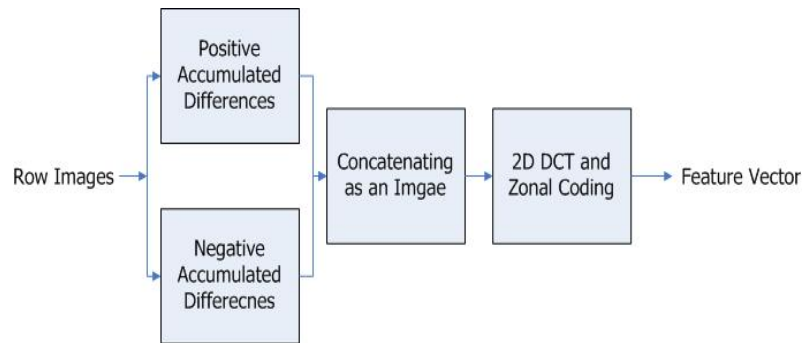 Row Images
Positive
Accumulated
Differences
Negative
Accumulated
Differecnes
Concatenating
as an Imgae
2D DCT and
Zonal Coding
Feature Vector